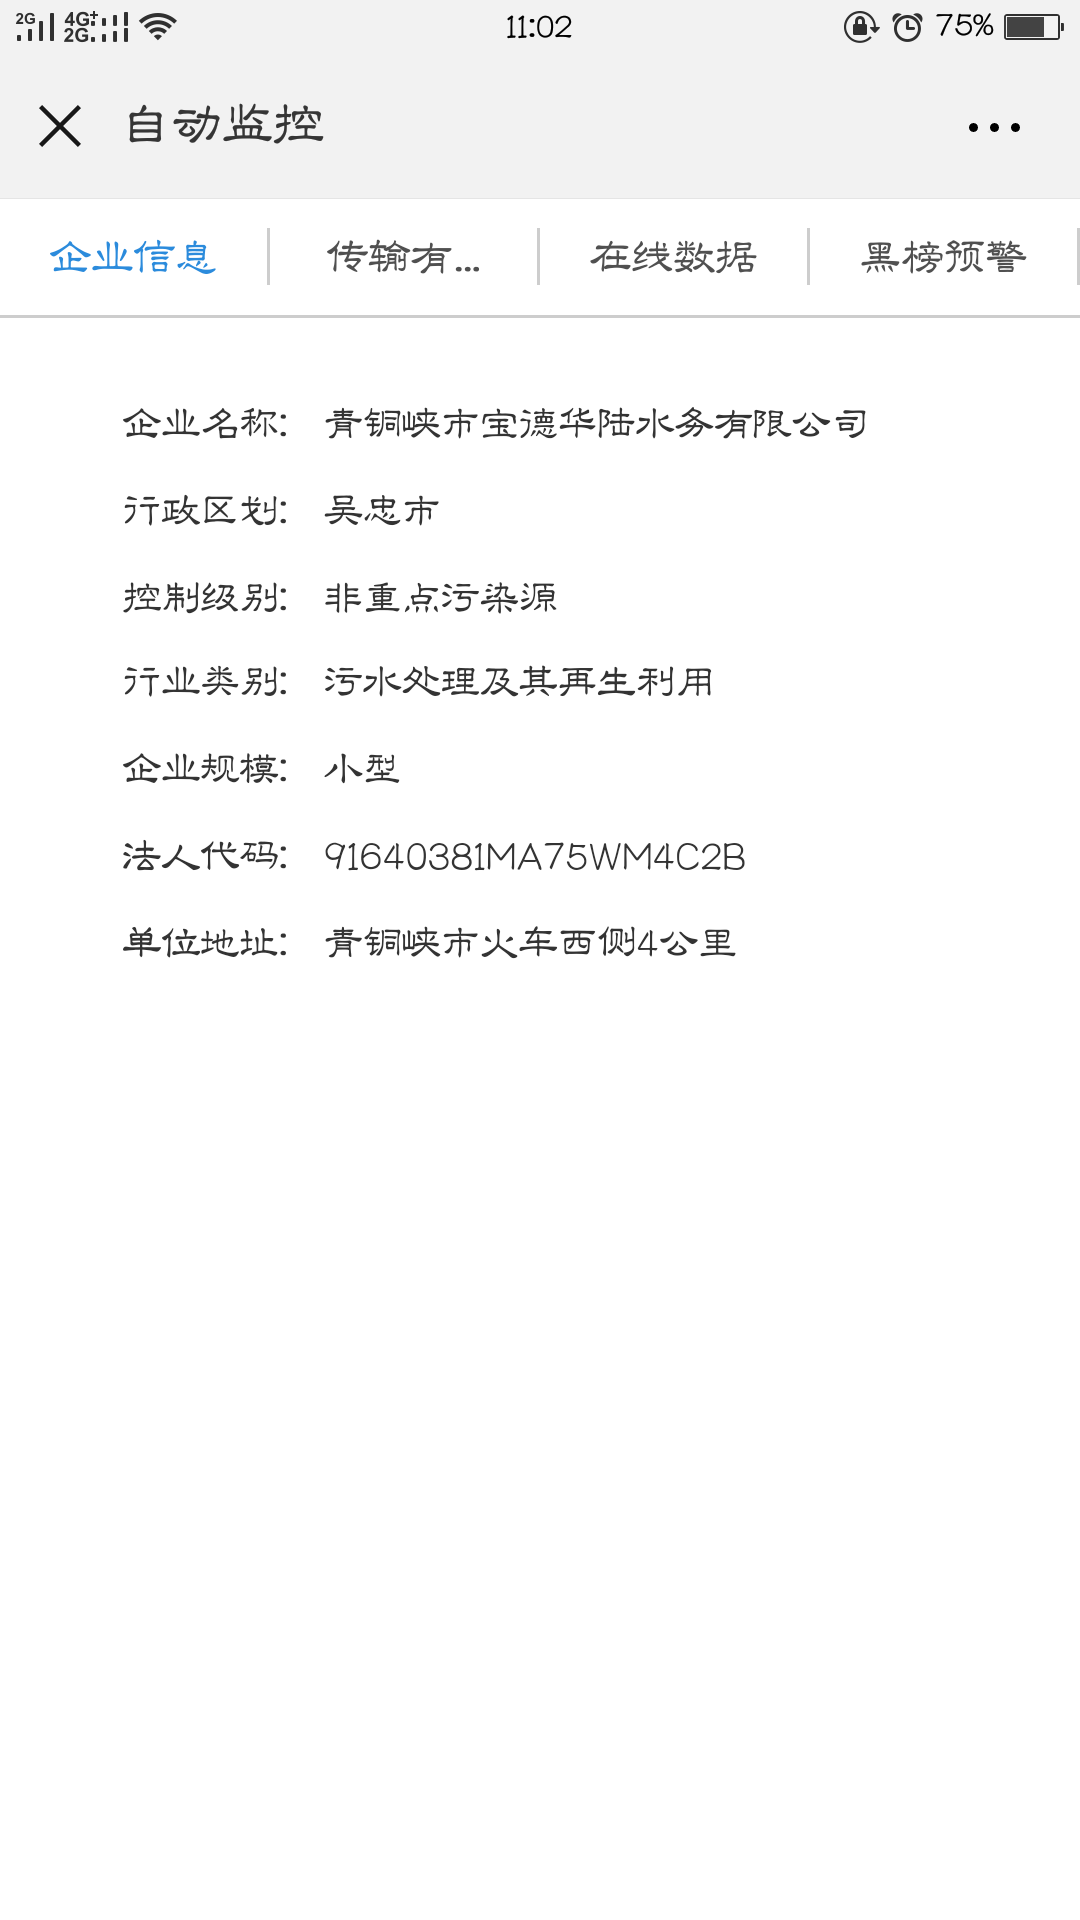 2G 4G+ 2G 11:02 75%
自动监控
企业信息 传输有... 在线数据 黑榜预警
企业名称: 青铜峡市宝德华陆水务有限公司
行政区划: 吴忠市
控制级别: 非重点污染源
行业类别: 污水处理及其再生利用
企业规模: 小型
法人代码: 91640381MA75WM4C2B
单位地址: 青铜峡市火车西侧4公里